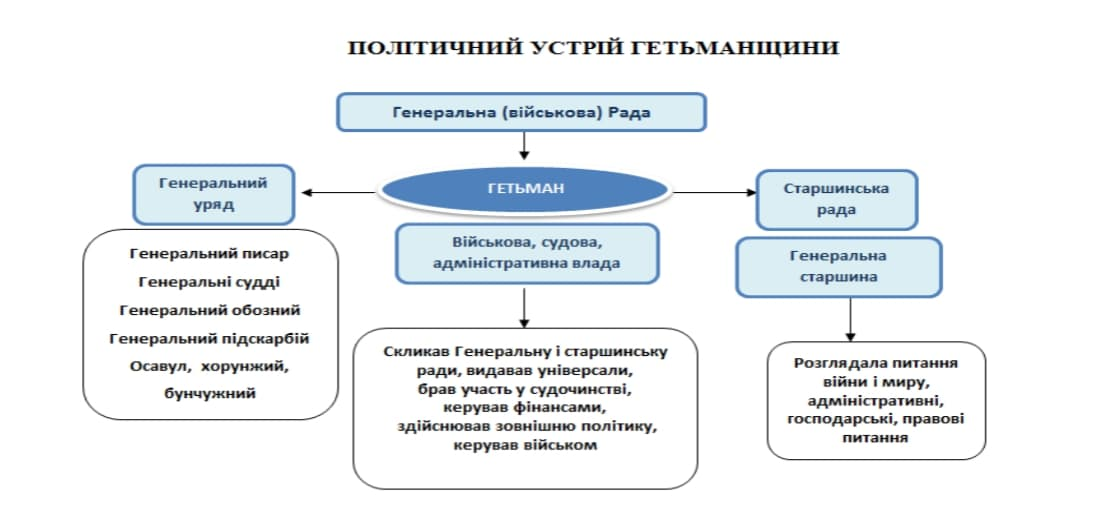 ПОЛІТИЧНИЙ УСТРІЙ ГЕТЬМАНЩИНИ
Генеральна (військова) Рада
ГЕТЬМАН
Генеральний
уряд
Генеральний писар
Генеральні судді
Генеральний обозний
Генеральний підскарбій
Осавул, хорунжий,
бунчужний
Військова, судова,
адміністративна влада
Скликав Генеральну і старшинську
ради, видавав універсали,
брав участь у судочинстві,
керував фінансами,
здійснював зовнішню політику,
керував військом
Старшинська
рада
Генеральна
старшина
Розглядала питання
війни і миру,
адміністративні,
господарські, правові
питання